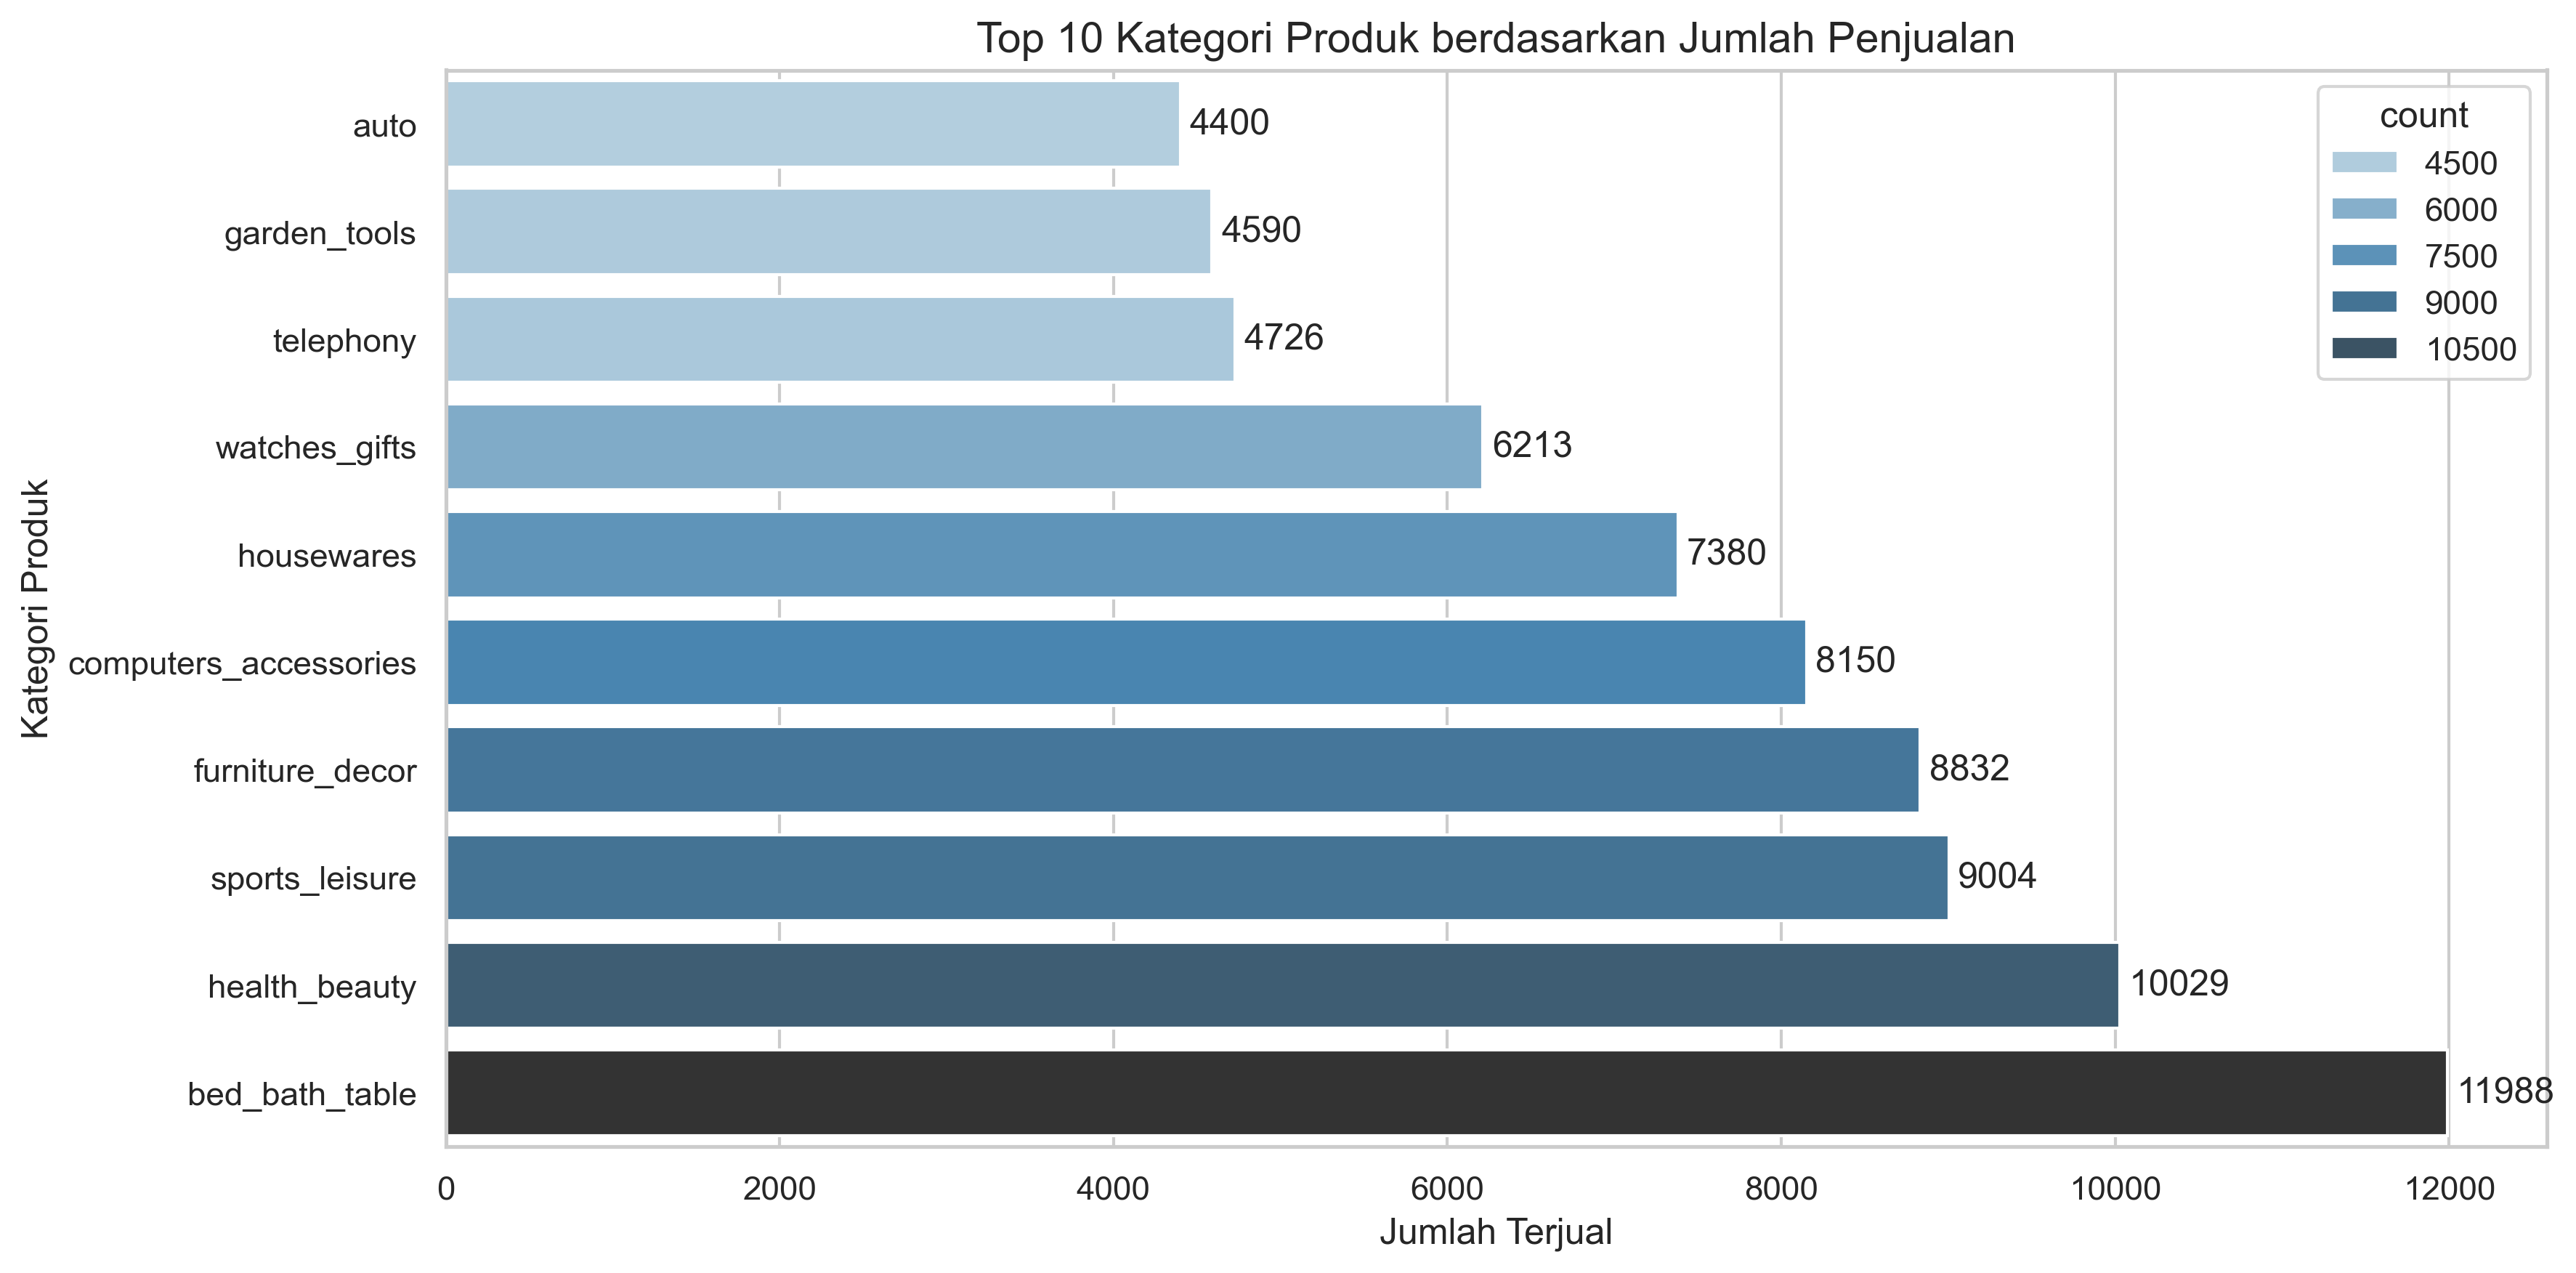 Top 10 Kategori Produk berdasarkan Jumlah Penjualan
count
4500
6000
7500
9000
10500
Kategori Produk
auto 4400
garden_tools 4590
telephony 4726
watches_gifts 6213
housewares 7380
computers_accessories 8150
furniture_decor 8832
sports_leisure 9004
health_beauty 10029
bed_bath_table 11988
0 2000 4000 6000 8000 10000 12000
Jumlah Terjual